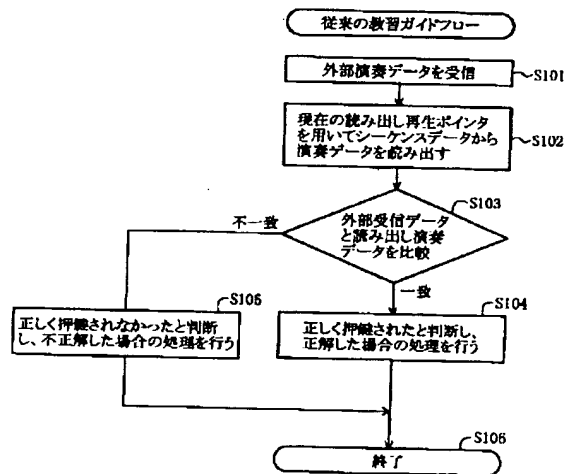 従来の教習ガイドフロー
外部演奏データを受信
S101
現在の読み出し再生ポインタ
を用いてシーケンスデータから
演奏データを読み出す
S102
S103
外部受信データ
と読み出し演奏
データを比較
不一致
一致
S105
正しく押鍵されなかったと判断
し、不正解した場合の処理を行う
S104
正しく押鍵されたと判断し、
正解した場合の処理を行う
S106
終了